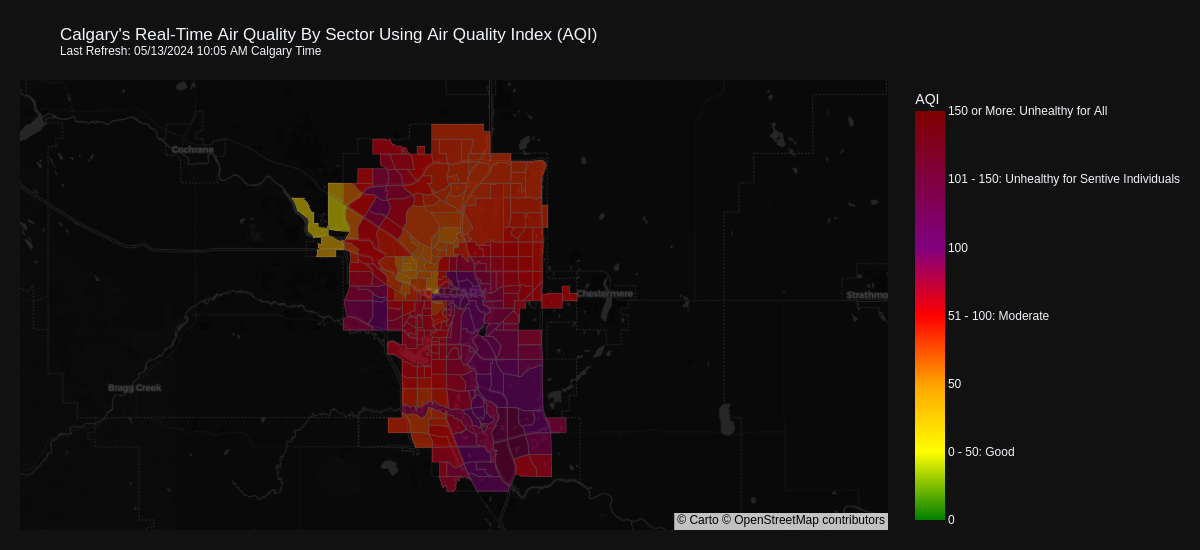 Calgary's Real-Time Air Quality By Sector Using Air Quality Index (AQI)
Last Refresh: 05/13/2024 10:05 AM Calgary Time
AQI
150 or More: Unhealthy for All
Cochrane
101 - 150: Unhealthy for Sentive Individuals
100
CALGARY
Chestermere
Strathmo
51 - 100: Moderate
Bragg Creek
50
0 - 50: Good
0
© Carto © OpenStreetMap contributors